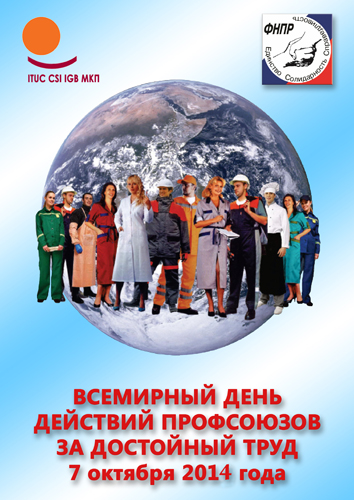 ITUC CSI IGB МКП
ФНПР
Единство Солидарность Справедливость
ВСЕМИРНЫЙ ДЕНЬ
ДЕЙСТВИЙ ПРОФСОЮЗОВ
ЗА ДОСТОЙНЫЙ ТРУД
7 октября 2014 года